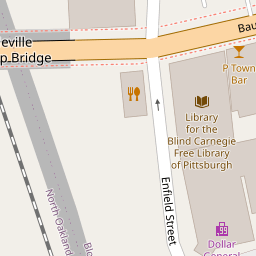 eville
p Bridge
Bau
P Town
Bar
Library
for the
Blind Carnegie
Free Library
of Pittsburgh
Enfield Street
North Oakland
Blo
Dollar
General